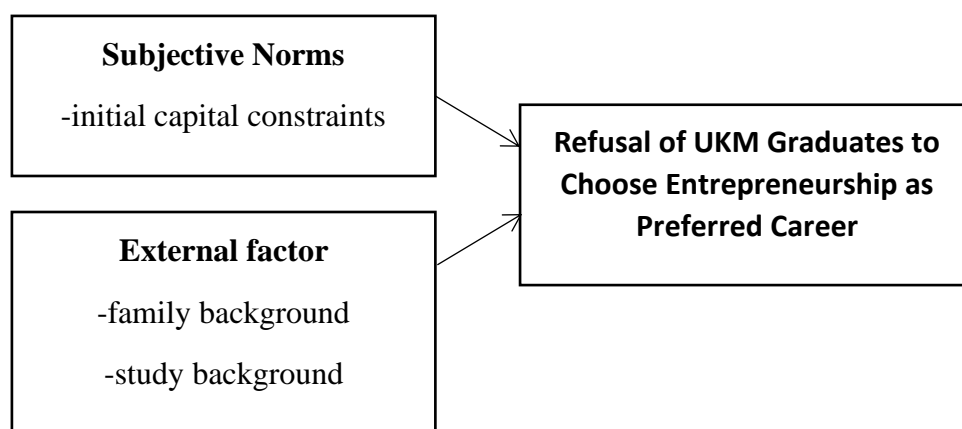 Subjective Norms
-initial capital constraints
External factor
-family background
-study background
Refusal of UKM Graduates to
Choose Entrepreneurship as
Preferred Career